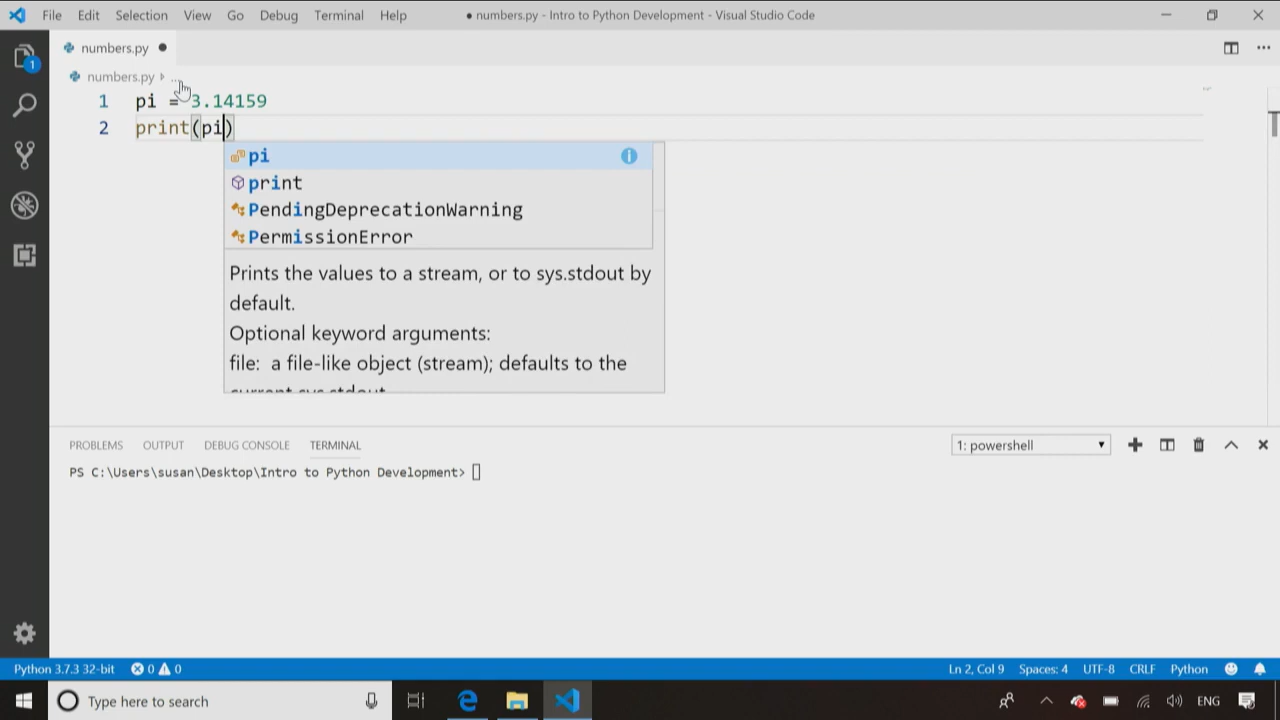 File Edit Selection View Go Debug Terminal Help ● numbers.py - Intro to Python Development - Visual Studio Code
numbers.py ●
numbers.py ...
1 pi = 3.14159
2 print(pi)
pi
print
PendingDeprecationWarning
PermissionError
Prints the values to a stream, or to sys.stdout by
default.
Optional keyword arguments:
file: a file-like object (stream); defaults to the
current sys.stdout
PROBLEMS OUTPUT DEBUG CONSOLE TERMINAL 1: powershell
PS C:\Users\susan\Desktop\Intro to Python Development>
Python 3.7.3 32-bit 0 0 Ln 2, Col 9 Spaces: 4 UTF-8 CRLF Python
Type here to search ENG